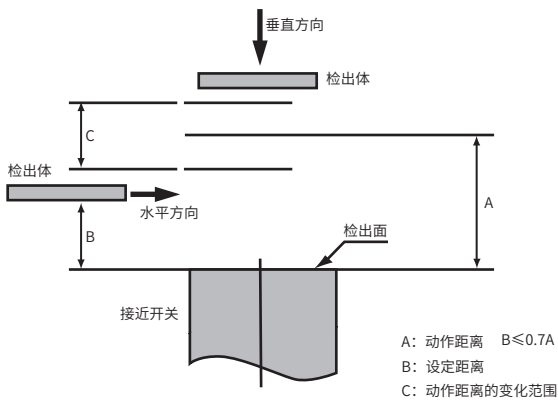 垂直方向
检出体
C
检出体
水平方向
A
B
检出面
接近开关
A：动作距离 B≤0.7A
B：设定距离
C：动作距离的变化范围